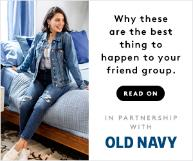 Why these
are the best
thing to
happen to your
friend group.
READ ON
IN PARTNERSHIP
WITH
OLD NAVY